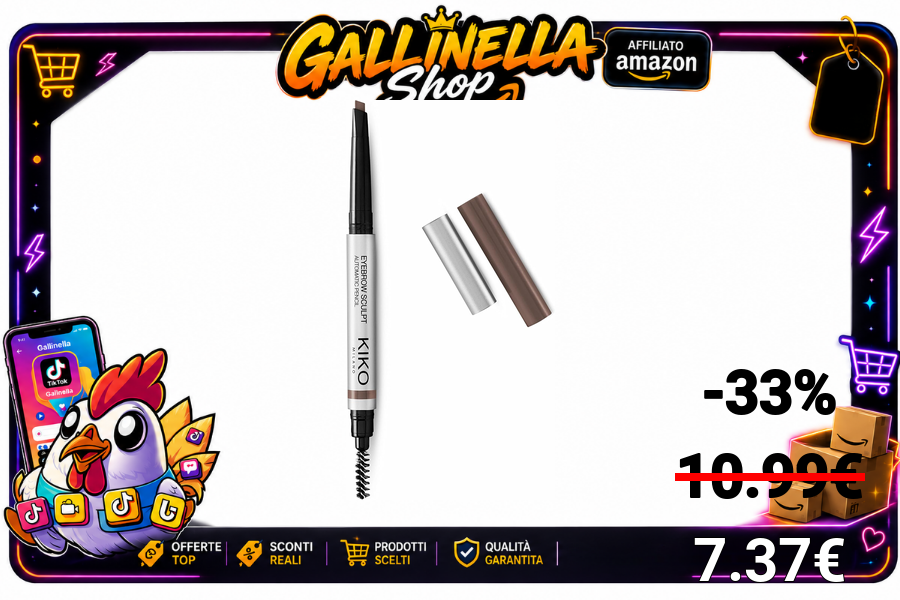 GALLINELLA
Shop
AFFILIATO
amazon
EYEBROW SCULPT
AUTOMATIC PENCIL
KIKO
MILANO
Gallinella
TikTok
Gallinella
-33%
10.99€
7.37€
OFFERTE
TOP
SCONTI
REALI
PRODOTTI
SCELTI
QUALITÀ
GARANTITA